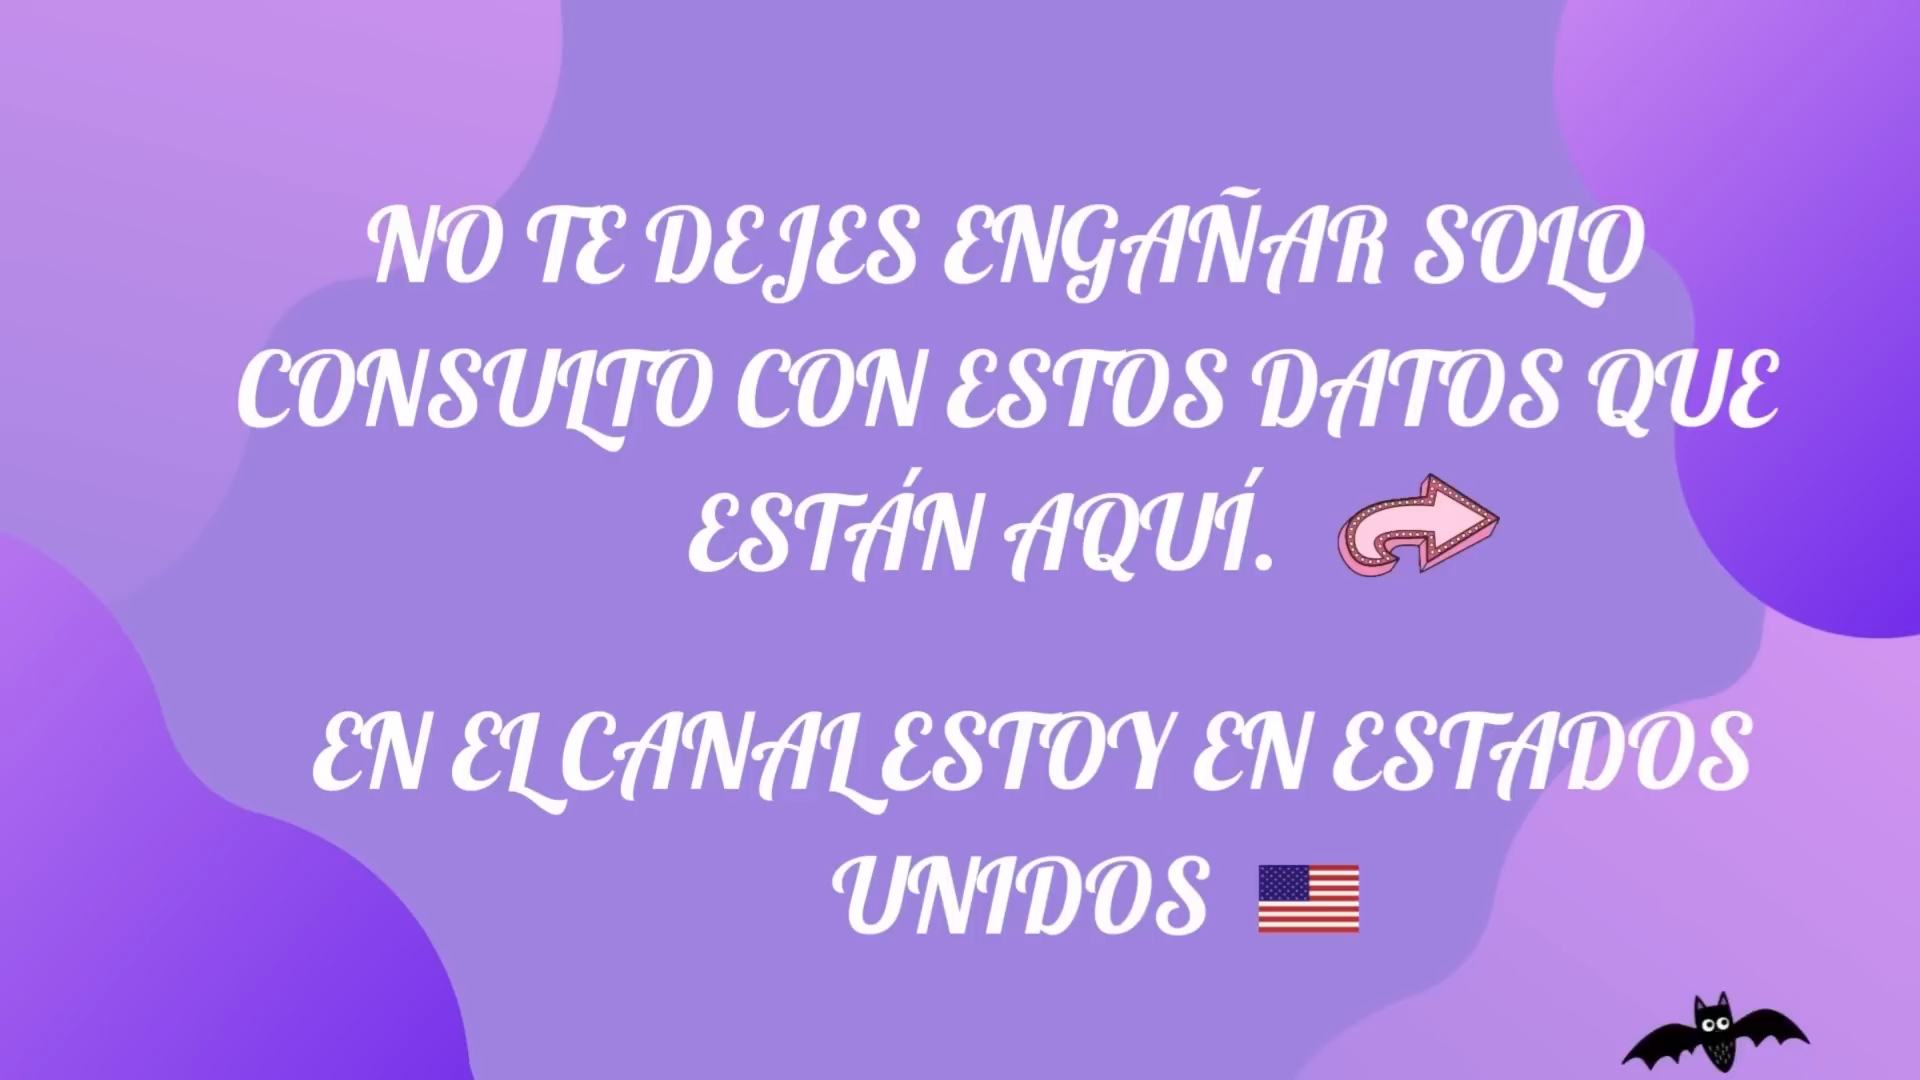 NO TE DEJES ENGAÑAR SOLO
CONSULTO CON ESTOS DATOS QUE
ESTÁN AQUÍ.
EN EL CANAL ESTOY EN ESTADOS
UNIDOS